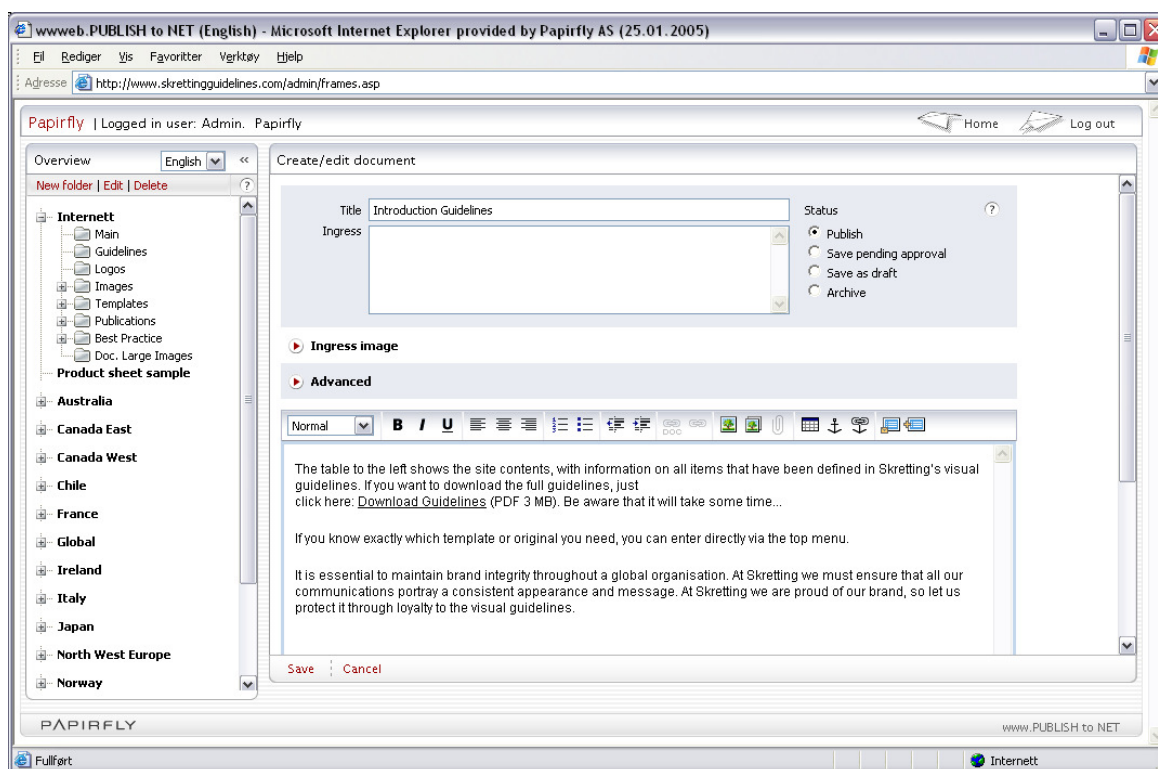 wwweb.PUBLISH to NET (English) - Microsoft Internet Explorer provided by Papirfly AS (25.01.2005)
Fil Rediger Vis Favoritter Verktøy Hjelp
Adresse http://www.skrettingguidelines.com/admin/frames.asp
Papirfly | Logged in user: Admin. Papirfly
Home
Log out
Overview
English
«
New folder | Edit | Delete
?
Internett
Main
Guidelines
Logos
Images
Templates
Publications
Best Practice
Doc. Large Images
Product sheet sample
Australia
Canada East
Canada West
Chile
France
Global
Ireland
Italy
Japan
North West Europe
Norway
Create/edit document
Title Introduction Guidelines
Ingress
Status
?
Publish
Save pending approval
Save as draft
Archive
Ingress image
Advanced
Normal B I U
The table to the left shows the site contents, with information on all items that have been defined in Skretting's visual
guidelines. If you want to download the full guidelines, just
click here: Download Guidelines (PDF 3 MB). Be aware that it will take some time...
If you know exactly which template or original you need, you can enter directly via the top menu.
It is essential to maintain brand integrity throughout a global organisation. At Skretting we must ensure that all our
communications portray a consistent appearance and message. At Skretting we are proud of our brand, so let us
protect it through loyalty to the visual guidelines.
Save Cancel
PAPIRFLY
www.PUBLISH to NET
Fullført
Internett